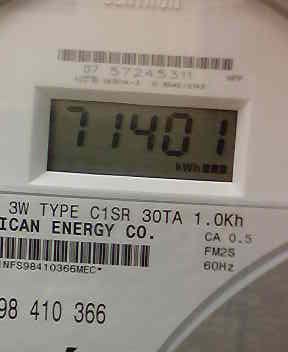 07 57245311
71401
kWh
3W TYPE C1SR 30TA 1.0Kh
ICAN ENERGY CO.
CA 0.5
FM2S
60Hz
*NFS98410366MEC*
98 410 366